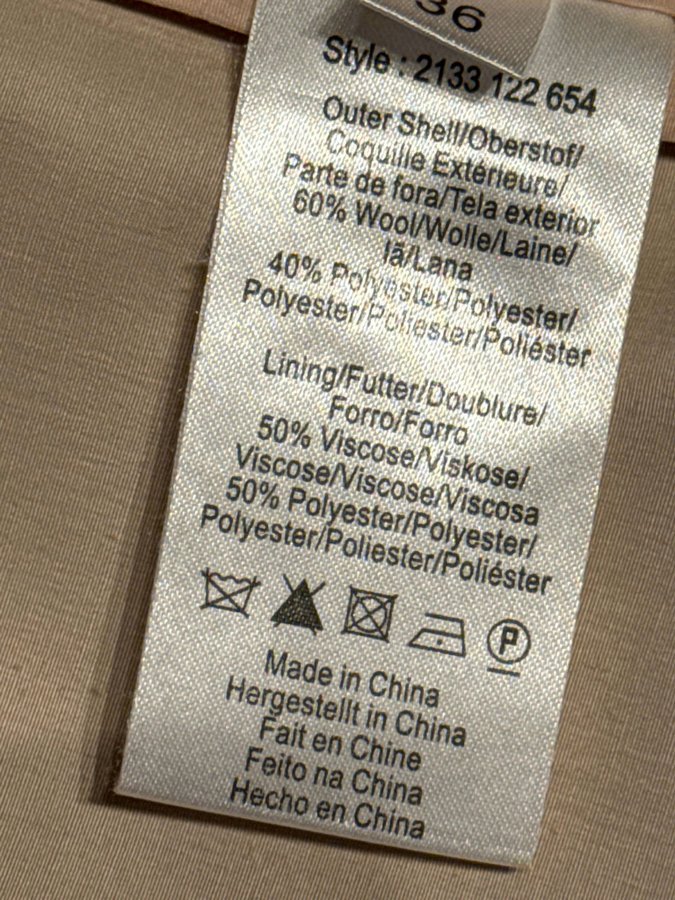 36
Style : 2133 122 654
Outer Shell/Oberstof/
Coquille Extérieure/
Parte de fora/Tela exterior
60% Wool/Wolle/Laine/
lã/Lana
40% Polyester/Polyester/
Polyester/Poliester/Poliéster
Lining/Futter/Doublure/
Forro/Forro
50% Viscose/Viskose/
Viscose/Viscose/Viscosa
50% Polyester/Polyester/
Polyester/Poliester/Poliéster
P
Made in China
Hergestellt in China
Fait en Chine
Feito na China
Hecho en China